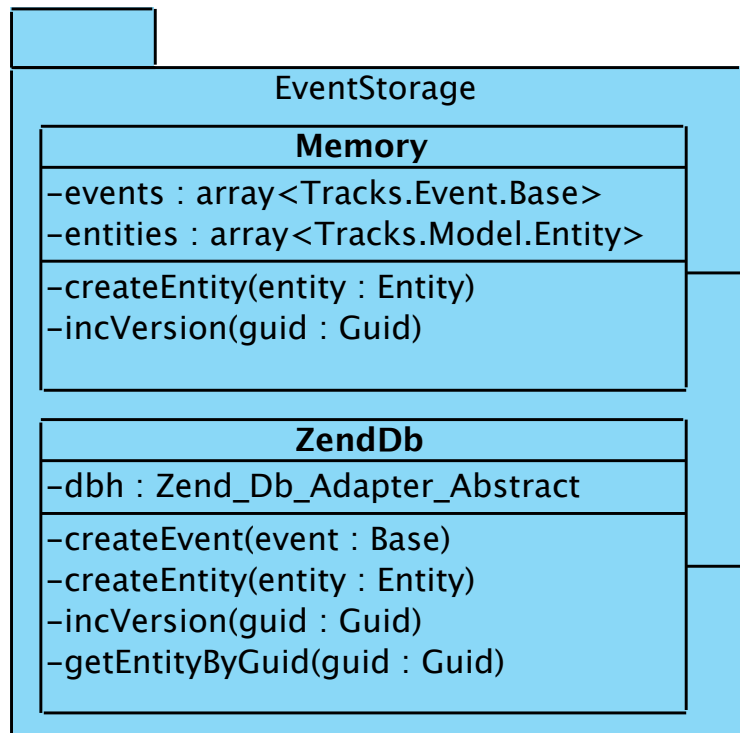 EventStorage
Memory
-events : array<Tracks.Event.Base>
-entities : array<Tracks.Model.Entity>
-createEntity(entity : Entity)
-incVersion(guid : Guid)
ZendDb
-dbh : Zend_Db_Adapter_Abstract
-createEvent(event : Base)
-createEntity(entity : Entity)
-incVersion(guid : Guid)
-getEntityByGuid(guid : Guid)